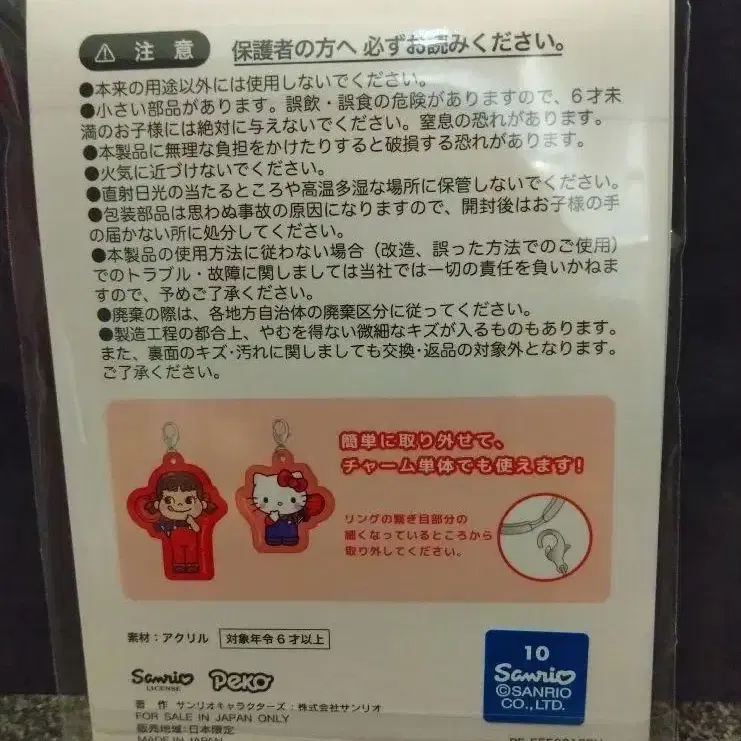 ⚠ 注意 保護者の方へ 必ずお読みください。
●本来の用途以外には使用しないでください。
●小さい部品があります。誤飲・誤食の危険がありますので、6才未
満のお子様には絶対に与えないでください。窒息の恐れがあります。
●本製品に無理な負担をかけたりすると破損する恐れがあります。
●火気に近づけないでください。
●直射日光の当たるところや高温多湿な場所に保管しないでください。
●包装部品は思わぬ事故の原因になりますので、開封後はお子様の手
の届かない所に処分してください。
●本製品の使用方法に従わない場合（改造、誤った方法でのご使用）
でのトラブル・故障に関しましては当社では一切の責任を負いかねま
すので、予めご了承ください。
●廃棄の際は、各地方自治体の廃棄区分に従ってください。
●製造工程の都合上、やむを得ない微細なキズが入るものもあります。
また、裏面のキズ・汚れに関しましても交換・返品の対象外となります。
ご了承ください。
簡単に取り外せて、
チャーム単体でも使えます！
リングの繋ぎ目部分の
細くなっているところから
取り外してください。
素材：アクリル 対象年令6才以上
Sanrio
LICENSE
Peko
著 作 サンリオキャラクターズ：株式会社サンリオ
FOR SALE IN JAPAN ONLY
販売地域：日本限定
MADE IN JAPAN
10
Sanrio
©SANRIO
CO.,LTD.